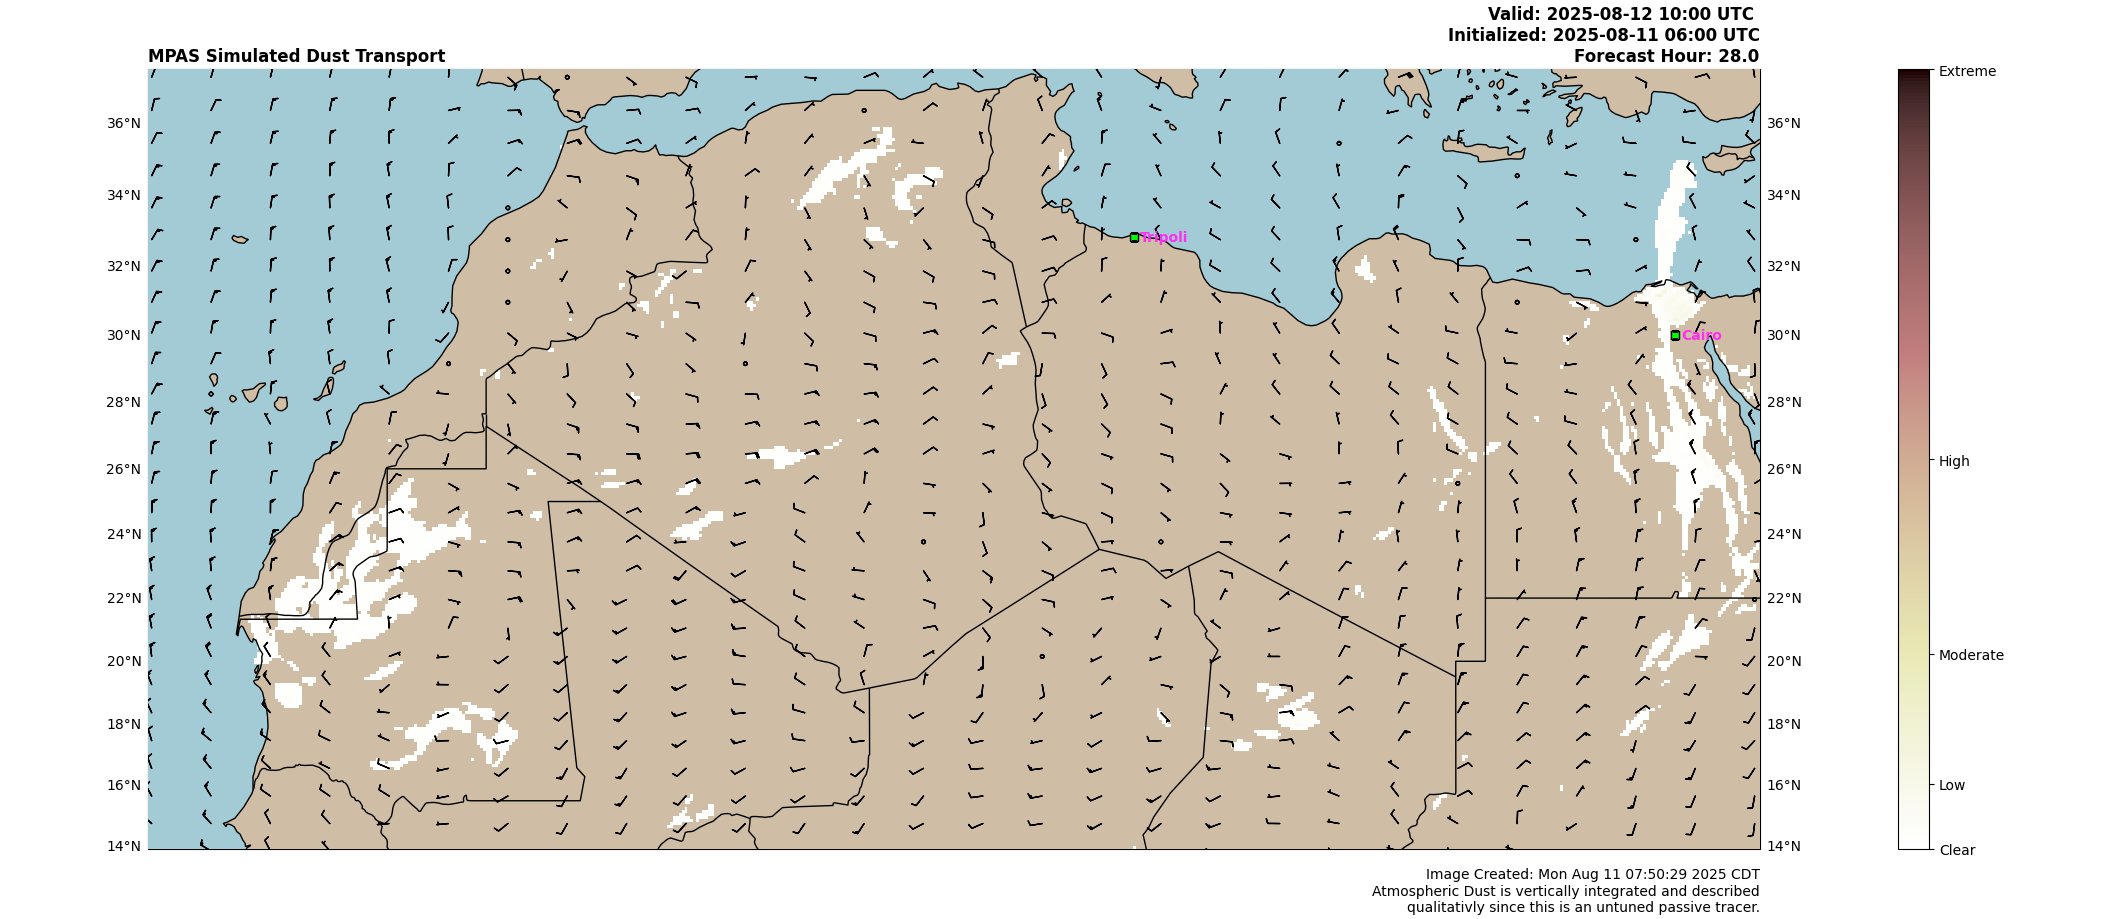 Valid: 2025-08-12 10:00 UTC
Initialized: 2025-08-11 06:00 UTC
MPAS Simulated Dust Transport
Forecast Hour: 28.0
Extreme
36°N
36°N
34°N
34°N
Tripoli
32°N
32°N
30°N
Cairo
30°N
28°N
28°N
26°N
26°N
High
24°N
24°N
22°N
22°N
20°N
20°N
Moderate
18°N
18°N
16°N
16°N
Low
14°N
14°N
Clear
Image Created: Mon Aug 11 07:50:29 2025 CDT
Atmospheric Dust is vertically integrated and described
qualitativly since this is an untuned passive tracer.